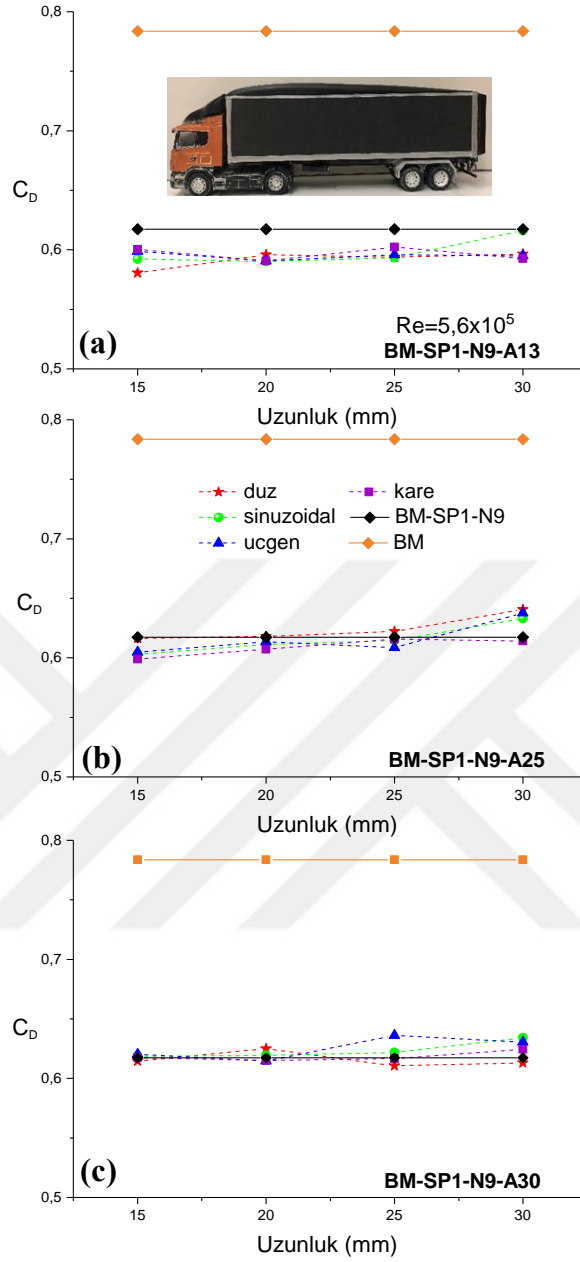 0,8
0,7
C_D
0,6
0,5
(a)
Re=5,6x10^5
BM-SP1-N9-A13
15 20 25 30
Uzunluk (mm)
0,8
duz kare
sinuzoidal BM-SP1-N9
ucgen BM
0,7
C_D
0,6
0,5
(b)
BM-SP1-N9-A25
15 20 25 30
Uzunluk (mm)
0,8
0,7
C_D
0,6
0,5
(c)
BM-SP1-N9-A30
15 20 25 30
Uzunluk (mm)